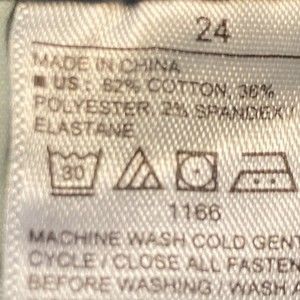 24
MADE IN CHINA
■ US : 62% COTTON, 36%
POLYESTER, 2% SPANDEX /
ELASTANE
30
1166
MACHINE WASH COLD GENT
CYCLE / CLOSE ALL FASTEN
BEFORE WASHING / WASH